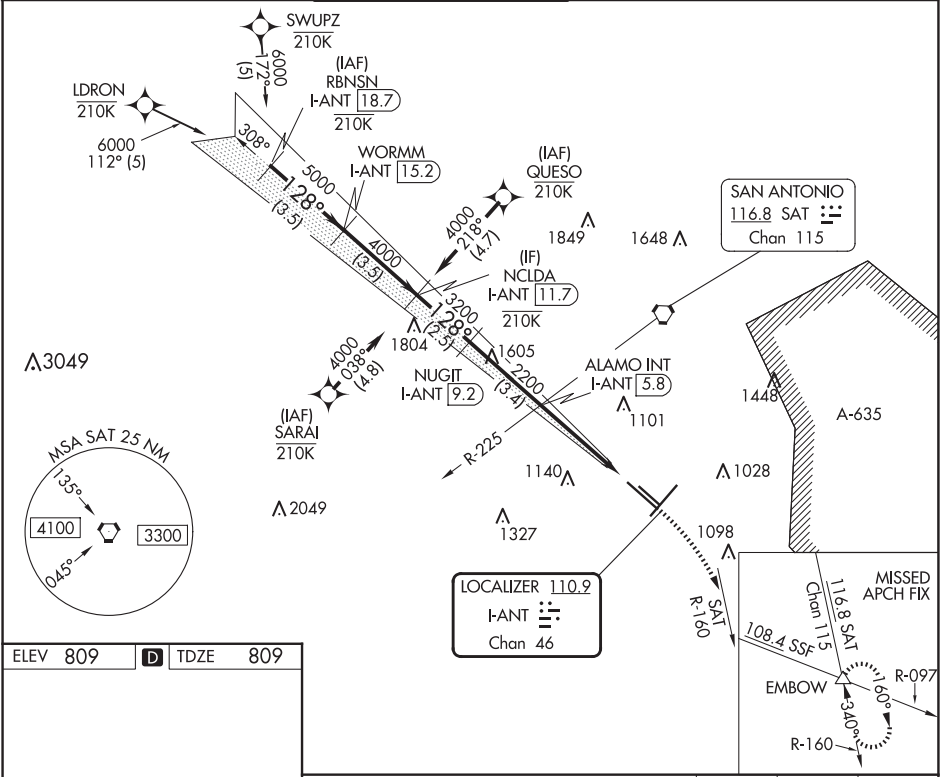 SWUPZ
210K
6000
172°
(5)
LDRON
210K
6000
112° (5)
(IAF)
RBNSN
I-ANT 18.7
210K
308°
WORMM
I-ANT 15.2
5000
128°
(3.5)
4000
(3.5)
(IAF)
QUESO
210K
4000
218°
(4.7)
1849
1648
SAN ANTONIO
116.8 SAT
Chan 115
(IF)
NCLDA
I-ANT 11.7
210K
3200
128°
(2.5)
1804
1605
2200
(3.4)
NUGIT
I-ANT 9.2
ALAMO INT
I-ANT 5.8
1101
1448
A-635
3049
4000
038°
(4.8)
(IAF)
SARAI
210K
R-225
1140
1028
MSA SAT 25 NM
135°
4100
3300
045°
2049
1327
1098
LOCALIZER 110.9
I-ANT
Chan 46
SAT
R-160
MISSED
APCH FIX
116.8 SAT
Chan 115
108.4 SSF
EMBOW
R-097
160°
340°
R-160
ELEV 809 D TDZE 809